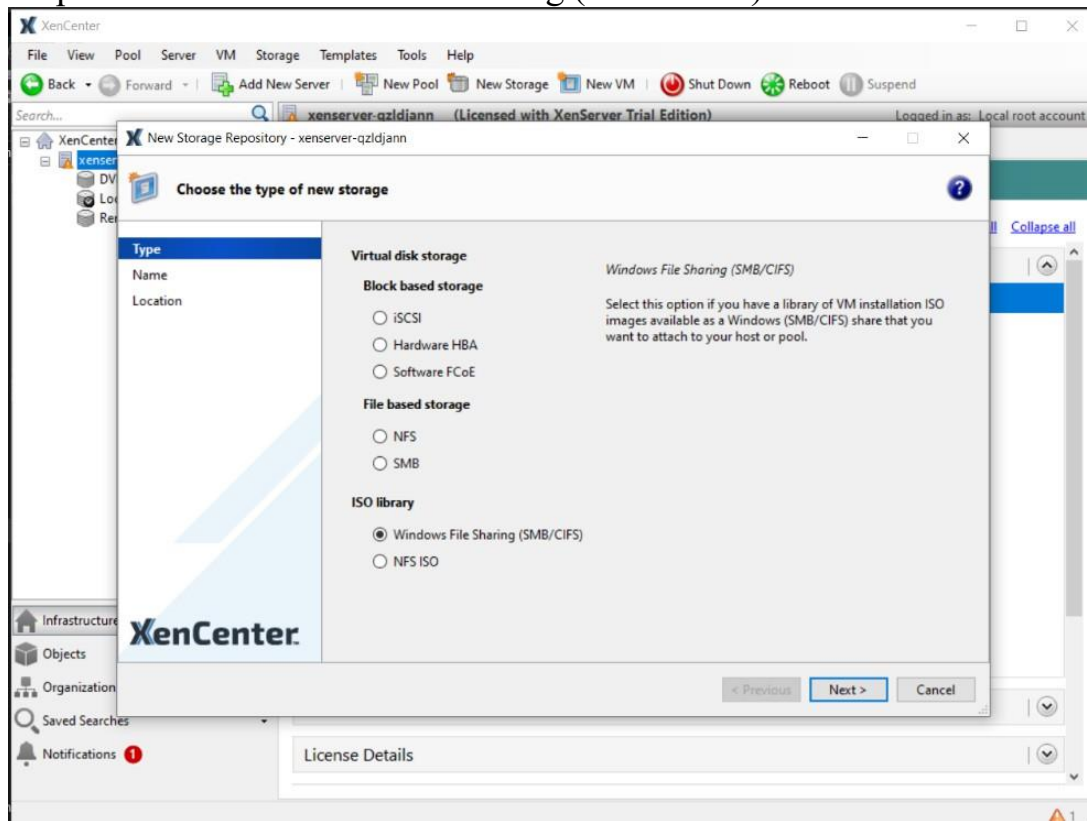 XenCenter
File View Pool Server VM Storage Templates Tools Help
Back Forward Add New Server New Pool New Storage New VM Shut Down Reboot Suspend
Search... xenserver-qzldjann (Licensed with XenServer Trial Edition) Logged in as: Local root account
XenCenter
New Storage Repository - xenserver-qzldjann
xenser
DV
Lo
Re
Choose the type of new storage
Collapse all
Type
Name
Location
Virtual disk storage
Block based storage
iSCSI
Hardware HBA
Software FCoE
File based storage
NFS
SMB
ISO library
Windows File Sharing (SMB/CIFS)
NFS ISO
Windows File Sharing (SMB/CIFS)
Select this option if you have a library of VM installation ISO
images available as a Windows (SMB/CIFS) share that you
want to attach to your host or pool.
XenCenter
< Previous Next > Cancel
Infrastructure
Objects
Organization
Saved Searches
Notifications 1
License Details
1